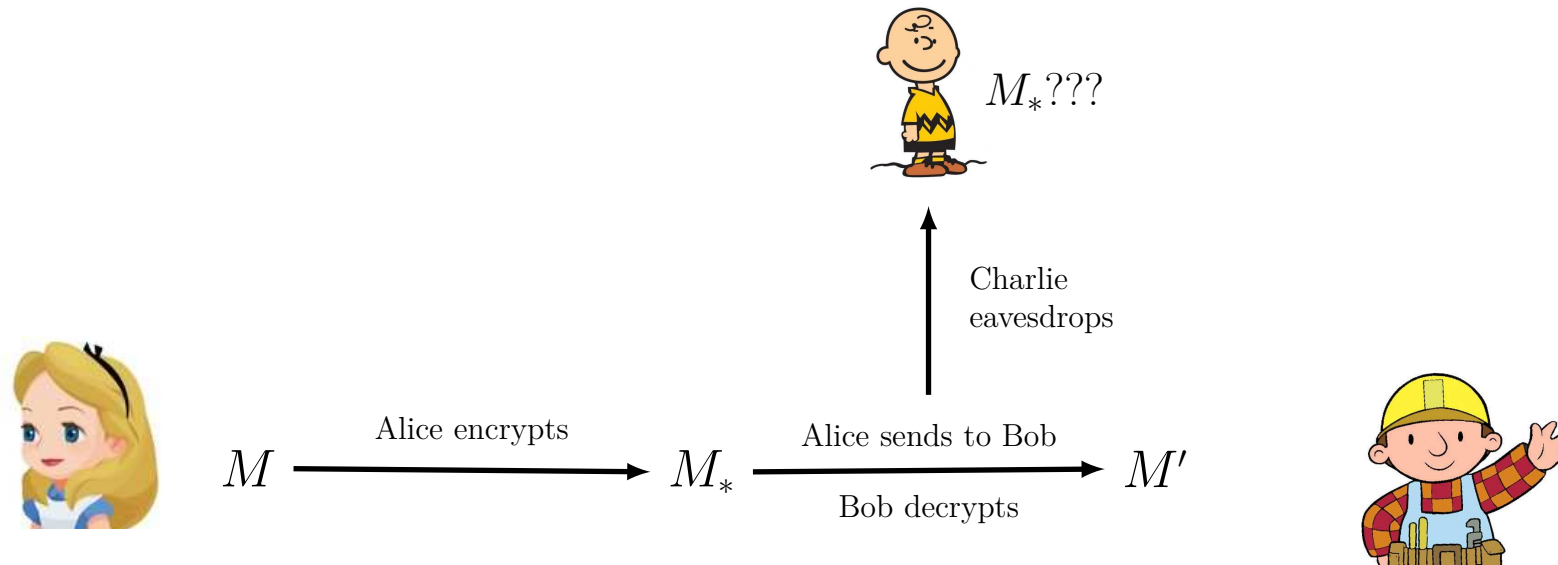 M_*???
Charlie
eavesdrops
Alice encrypts
Alice sends to Bob
M
M_*
M′
Bob decrypts